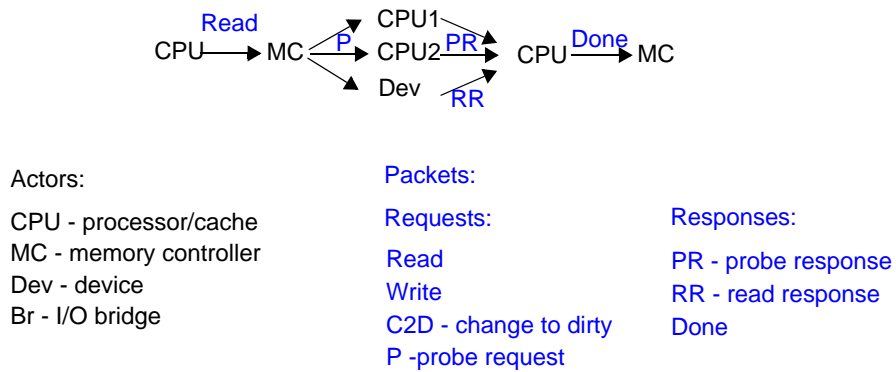 Read
CPU MC P CPU1
CPU2 PR CPU Done MC
Dev RR
Actors:
CPU - processor/cache
MC - memory controller
Dev - device
Br - I/O bridge
Packets:
Requests:
Read
Write
C2D - change to dirty
P -probe request
Responses:
PR - probe response
RR - read response
Done